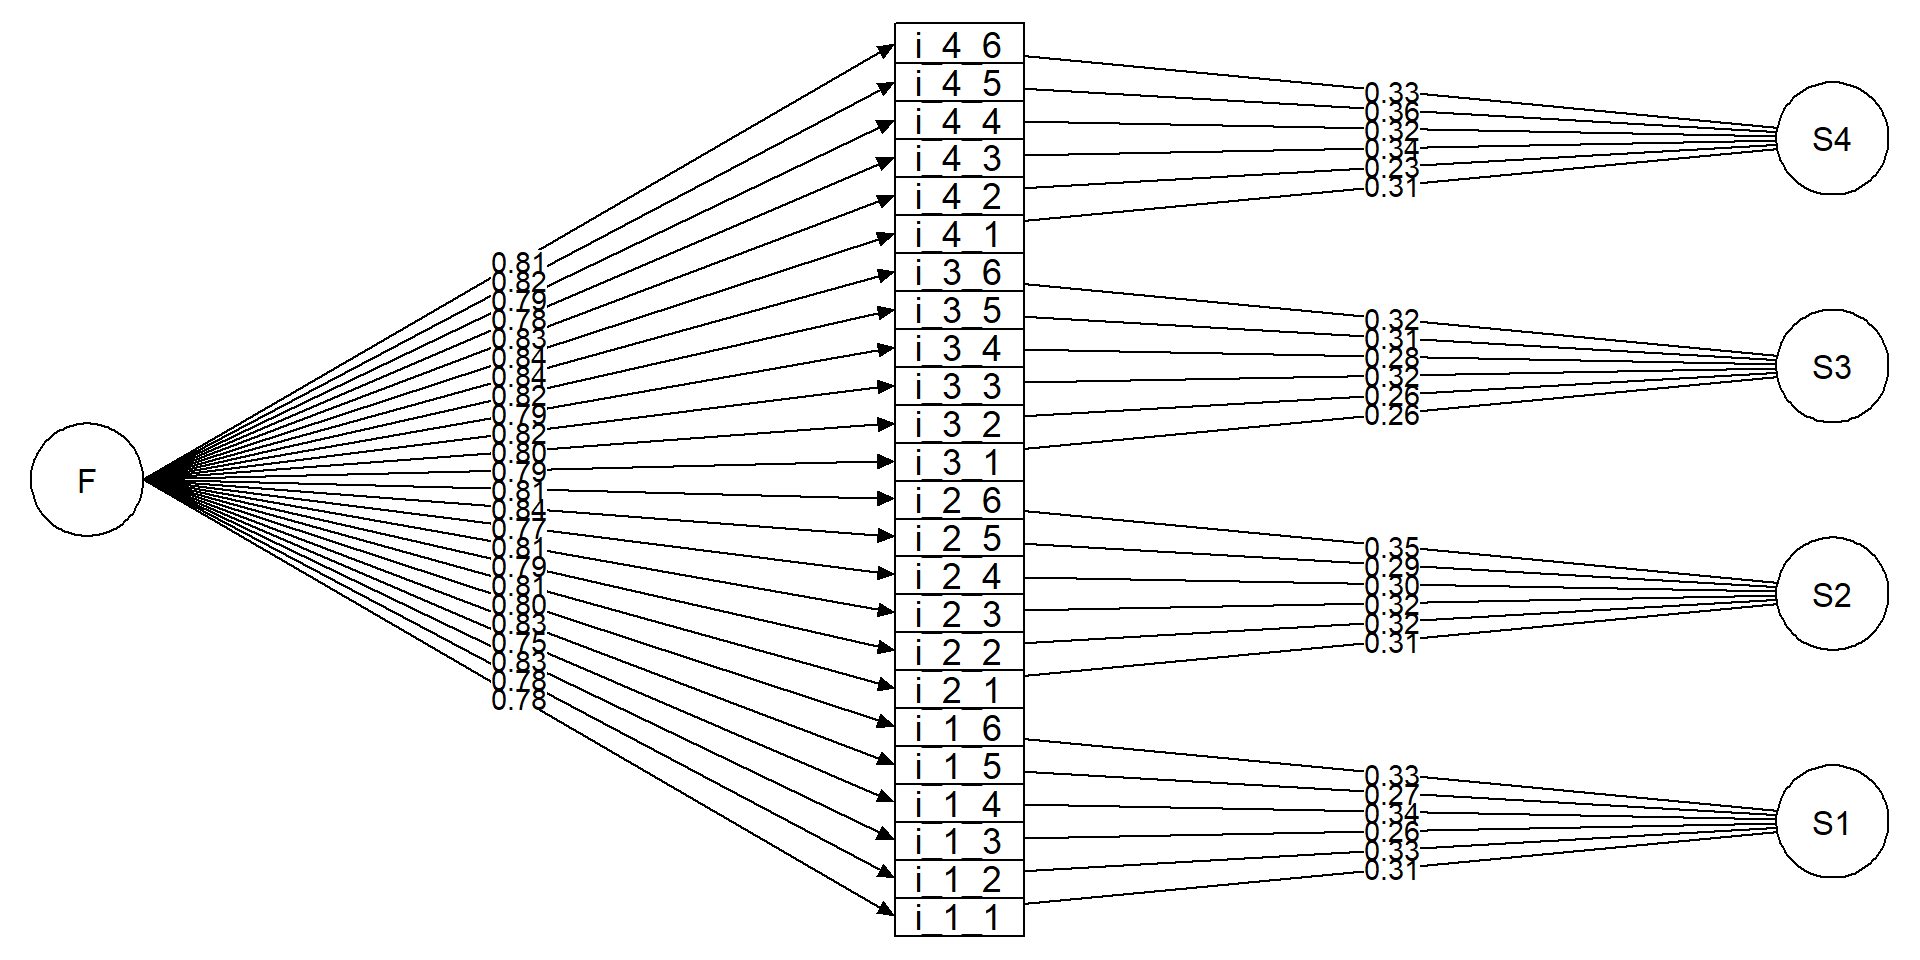 F
0.81
0.82
0.79
0.78
0.83
0.84
0.84
0.82
0.79
0.82
0.80
0.79
0.81
0.84
0.77
0.81
0.79
0.81
0.80
0.83
0.75
0.83
0.78
0.78
i_4_6
i_4_5
i_4_4
i_4_3
i_4_2
i_4_1
i_3_6
i_3_5
i_3_4
i_3_3
i_3_2
i_3_1
i_2_6
i_2_5
i_2_4
i_2_3
i_2_2
i_2_1
i_1_6
i_1_5
i_1_4
i_1_3
i_1_2
i_1_1
0.33
0.36
0.32
0.34
0.23
0.31
S4
0.32
0.31
0.28
0.32
0.26
0.26
S3
0.35
0.29
0.30
0.32
0.32
0.31
S2
0.33
0.27
0.34
0.26
0.33
0.31
S1